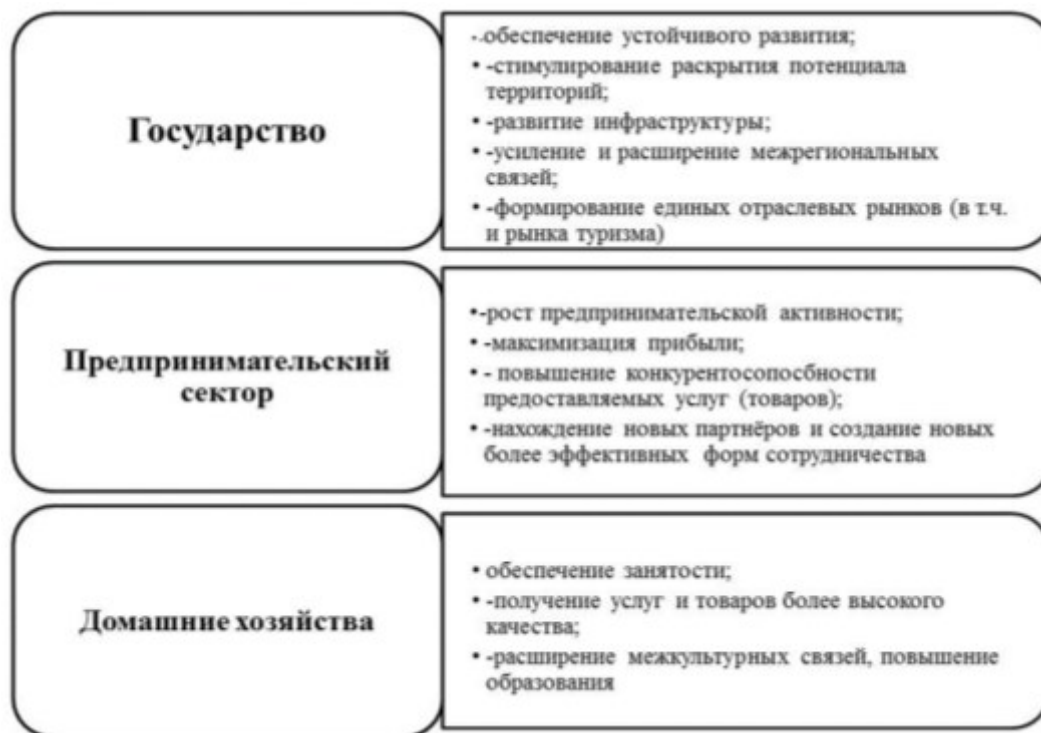 Государство
•-обеспечение устойчивого развития;
• -стимулирование раскрытия потенциала
территорий;
• -развитие инфраструктуры;
• -усиление и расширение межрегиональных
связей;
• -формирование единых отраслевых рынков (в т.ч.
и рынка туризма)
Предпринимательский
сектор
•-рост предпринимательской активности;
• -максимизация прибыли;
• - повышение конкурентосопосбности
предоставляемых услуг (товаров);
• -нахождение новых партнёров и создание новых
более эффективных форм сотрудничества
Домашние хозяйства
• обеспечение занятости;
• -получение услуг и товаров более высокого
качества;
• -расширение межкультурных связей, повышение
образования